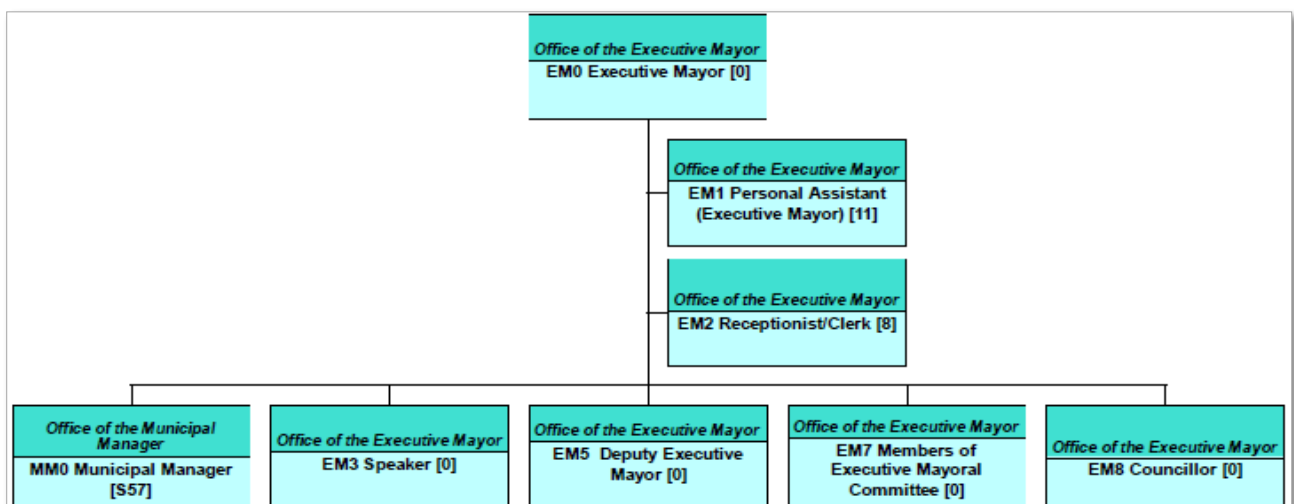 Office of the Executive Mayor
EM0 Executive Mayor [0]
Office of the Executive Mayor
EM1 Personal Assistant
(Executive Mayor) [11]
Office of the Executive Mayor
EM2 Receptionist/Clerk [8]
Office of the Municipal
Manager
MM0 Municipal Manager
[S57]
Office of the Executive Mayor
EM3 Speaker [0]
Office of the Executive Mayor
EM5 Deputy Executive
Mayor [0]
Office of the Executive Mayor
EM7 Members of
Executive Mayoral
Committee [0]
Office of the Executive Mayor
EM8 Councillor [0]